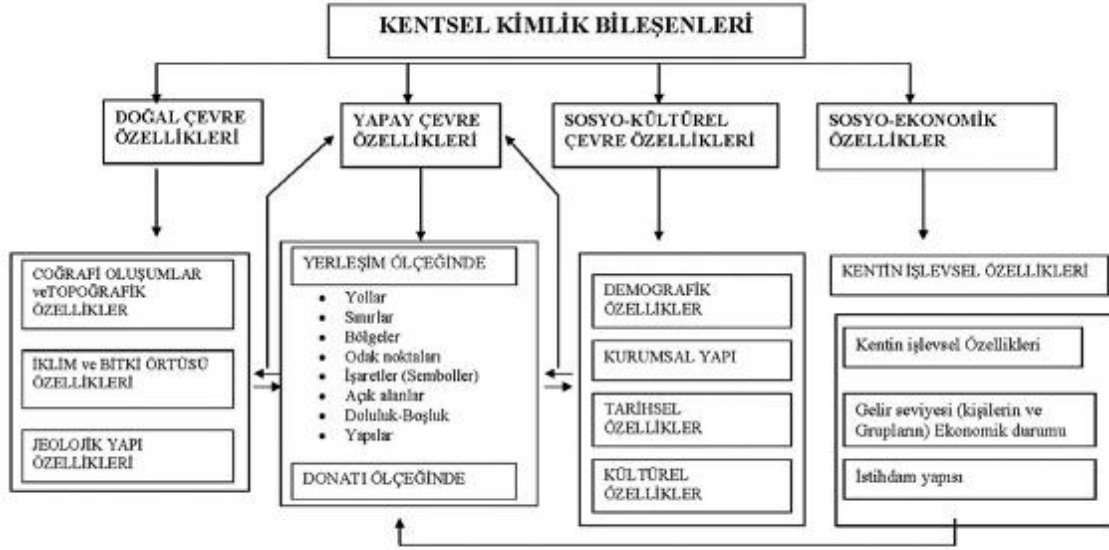 KENTSEL KİMLİK BİLEŞENLERİ
DOĞAL ÇEVRE
ÖZELLİKLERİ
YAPAY ÇEVRE
ÖZELLİKLERİ
SOSYO-KÜLTÜREL
ÇEVRE ÖZELLİKLERİ
SOSYO-EKONOMİK
ÖZELLİKLER
COĞRAFİ OLUŞUMLAR
veTOPOĞRAFİK
ÖZELLİKLER
İKLİM ve BİTKİ ÖRTÜSÜ
ÖZELLİKLERİ
JEOLOJİK YAPI
ÖZELLİKLERİ
YERLEŞİM ÖLÇEĞİNDE
• Yollar
• Sınırlar
• Bölgeler
• Odak noktaları
• İşaretler (Semboller)
• Açık alanlar
• Doluluk-Boşluk
• Yapılar
DONATI ÖLÇEĞİNDE
DEMOGRAFİK
ÖZELLİKLER
KURUMSAL YAPI
TARİHSEL
ÖZELLİKLER
KÜLTÜREL
ÖZELLİKLER
KENTİN İŞLEVSEL ÖZELLİKLERİ
Kentin işlevsel Özellikleri
Gelir seviyesi (kişilerin ve
Grupların) Ekonomik durumu
İstihdam yapısı